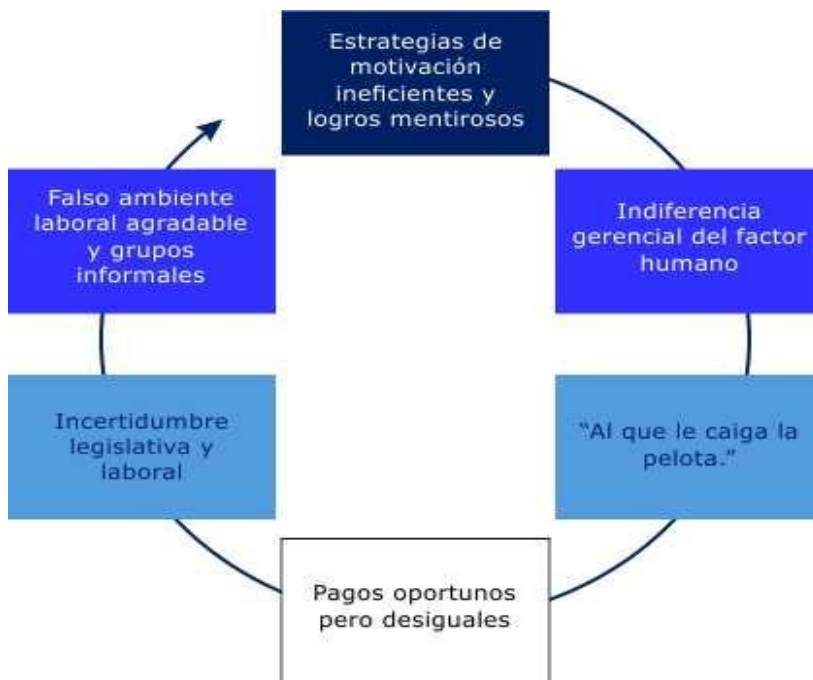 Estrategias de
motivación
ineficientes y
logros mentirosos
Falso ambiente
laboral agradable
y grupos
informales
Indiferencia
gerencial del factor
humano
Incertidumbre
legislativa y
laboral
“Al que le caiga la
pelota.”
Pagos oportunos
pero desiguales